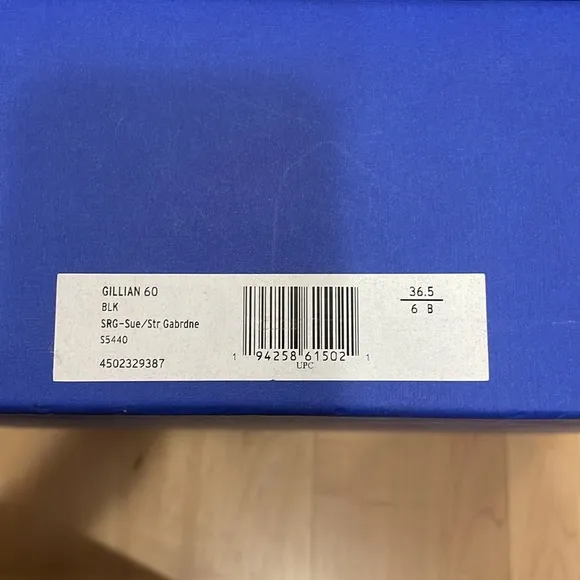 GILLIAN 60
BLK
SRG-Sue/Str Gabrdne
S5440
4502329387
1 94258 61502 1
UPC
36.5
6 B